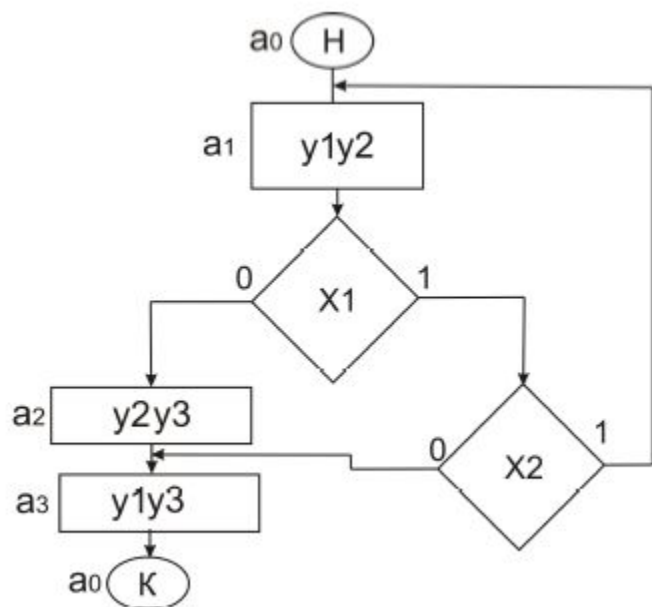 a0 Н
a1 y1y2
0 X1 1
a2 y2y3
0 X2 1
a3 y1y3
a0 К